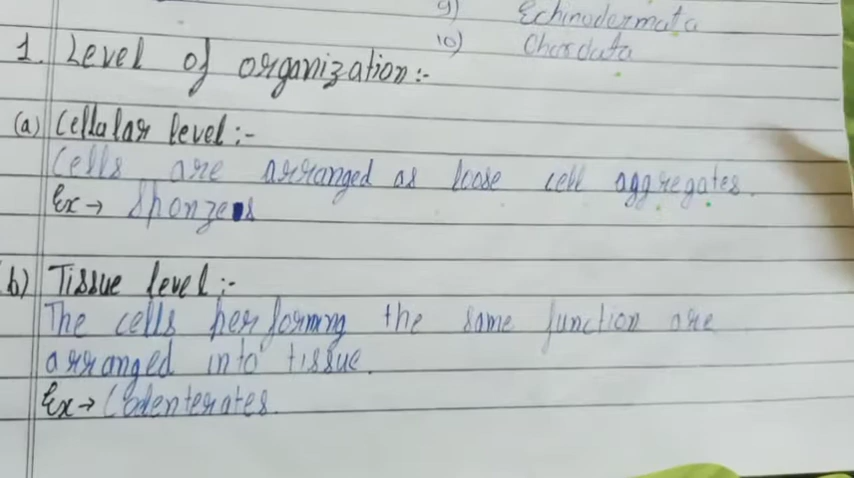 9) Echinodermata
10) Chordata
1. Level of organization :-
(a) Cellular level :-
Cells are arranged as loose cell aggregates.
Ex → Sponzes
b) Tissue level :-
The cells performing the same function are
arranged into tissue.
Ex → Coelenterates.